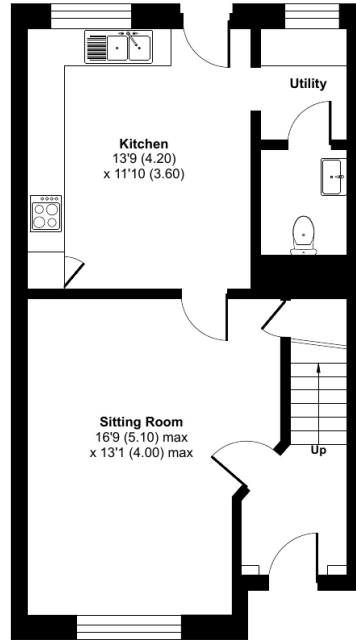 Utility
Kitchen
13'9 (4.20)
x 11'10 (3.60)
Sitting Room
16'9 (5.10) max
x 13'1 (4.00) max
Up